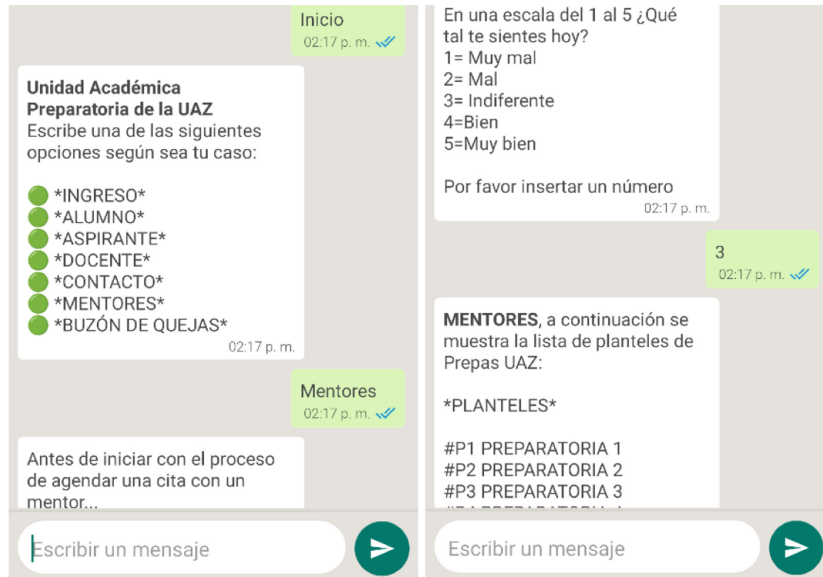 Inicio
02:17 p. m.
Unidad Académica
Preparatoria de la UAZ
Escribe una de las siguientes
opciones según sea tu caso:
*INGRESO*
*ALUMNO*
*ASPIRANTE*
*DOCENTE*
*CONTACTO*
*MENTORES*
*BUZÓN DE QUEJAS*
02:17 p. m.
Mentores
02:17 p. m.
Antes de iniciar con el proceso
de agendar una cita con un
mentor...
Escribir un mensaje
En una escala del 1 al 5 ¿Qué
tal te sientes hoy?
1= Muy mal
2= Mal
3= Indiferente
4=Bien
5=Muy bien
Por favor insertar un número
02:17 p. m.
3
02:17 p. m.
MENTORES, a continuación se
muestra la lista de planteles de
Prepas UAZ:
*PLANTELES*
#P1 PREPARATORIA 1
#P2 PREPARATORIA 2
#P3 PREPARATORIA 3
Escribir un mensaje